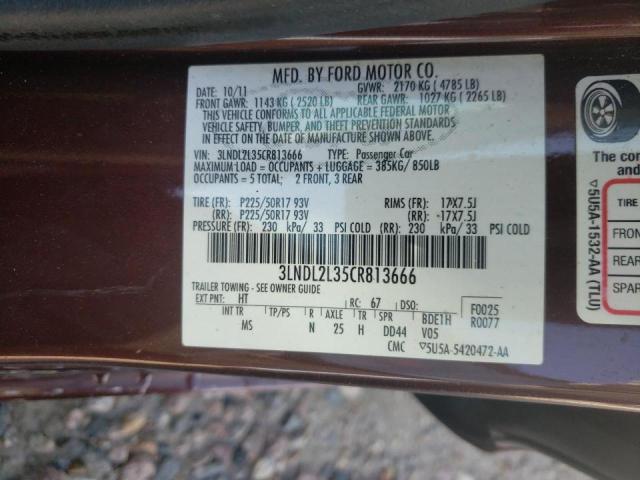 MFD. BY FORD MOTOR CO.
DATE: 10/11 GVWR: 2170 KG ( 4785 LB)
FRONT GAWR: 1143 KG ( 2520 LB) REAR GAWR: 1027 KG ( 2265 LB)
THIS VEHICLE CONFORMS TO ALL APPLICABLE FEDERAL MOTOR
VEHICLE SAFETY, BUMPER, AND THEFT PREVENTION STANDARDS
IN EFFECT ON THE DATE OF MANUFACTURE SHOWN ABOVE.
VIN: 3LNDL2L35CR813666 TYPE: Passenger Car
MAXIMUM LOAD = OCCUPANTS + LUGGAGE = 385KG/ 850LB
OCCUPANTS = 5 TOTAL; 2 FRONT, 3 REAR
TIRE (FR): P225/50R17 93V RIMS (FR): 17X7.5J
(R): P225/50R17 93V (R): -17X7.5J
PRESSURE (FR): 230 kPa/ 33 PSI COLD (RR): 230 kPa/ 33 PSI COLD
3LNDL2L35CR813666
TRAILER TOWING - SEE OWNER GUIDE
EXT PNT: HT RC: 67 DSO: F0025
INT TR TP/PS R AXLE TR SPR BDE1H R0077
MS N 25 H DD44 V05
CMC ▽5U5A-5420472-AA
▽5U5A-1532-AA (TLU)
The co
and
TI
FRON
REAR
SPAR